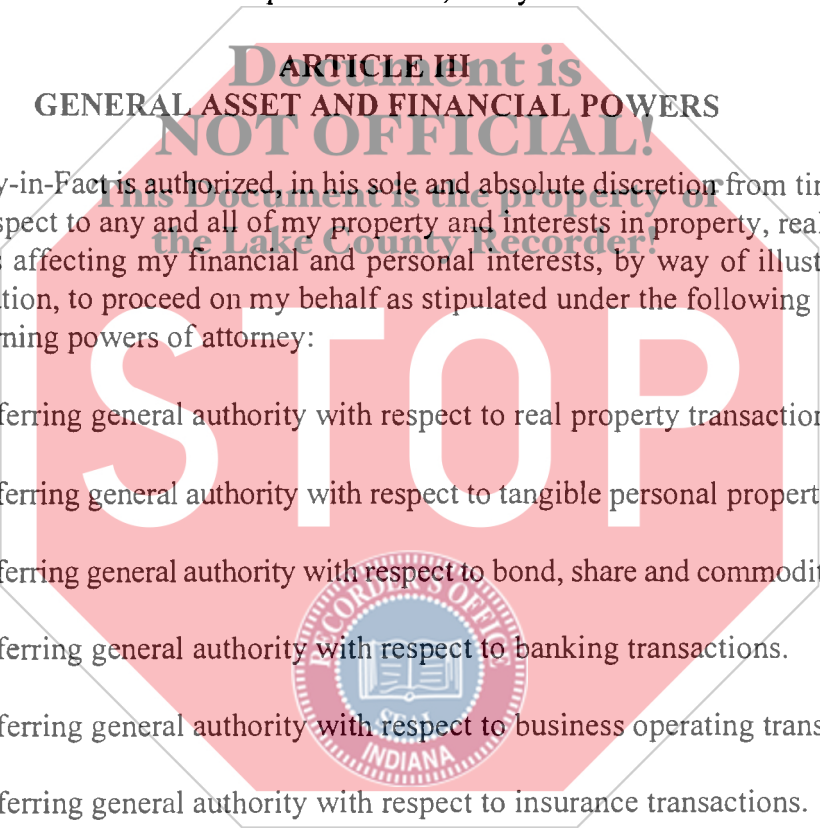 Document is
ARTICLE III
GENERAL ASSET AND FINANCIAL POWERS
NOT OFFICIAL!
y-in-Fact is authorized, in his sole and absolute discretion from tim
This Document is the property of
spect to any and all of my property and interests in property, real
the Lake County Recorder!
s affecting my financial and personal interests, by way of illust
tion, to proceed on my behalf as stipulated under the following
rning powers of attorney:
STOP
ferring general authority with respect to real property transaction
ferring general authority with respect to tangible personal propert
ferring general authority with respect to bond, share and commodit
RECORDER'S OFFICE
ferring general authority with respect to banking transactions.
SEAL
ferring general authority with respect to business operating trans
INDIANA
ferring general authority with respect to insurance transactions.